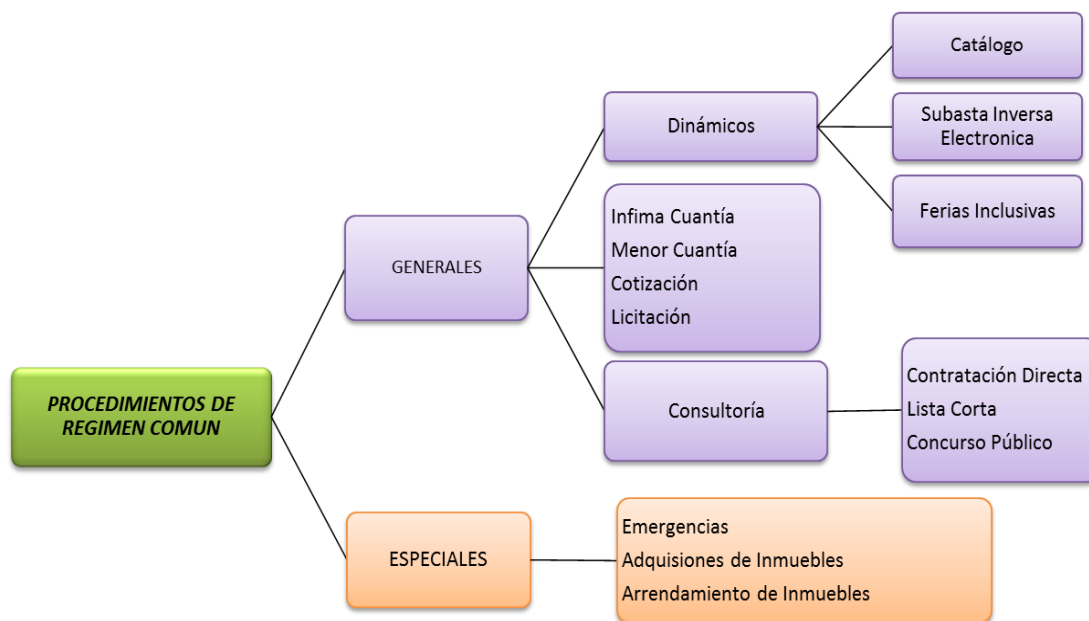 PROCEDIMIENTOS DE
REGIMEN COMUN
GENERALES
Dinámicos
Catálogo
Subasta Inversa
Electronica
Ferias Inclusivas
Infima Cuantía
Menor Cuantía
Cotización
Licitación
Consultoría
Contratación Directa
Lista Corta
Concurso Público
ESPECIALES
Emergencias
Adquisiones de Inmuebles
Arrendamiento de Inmuebles